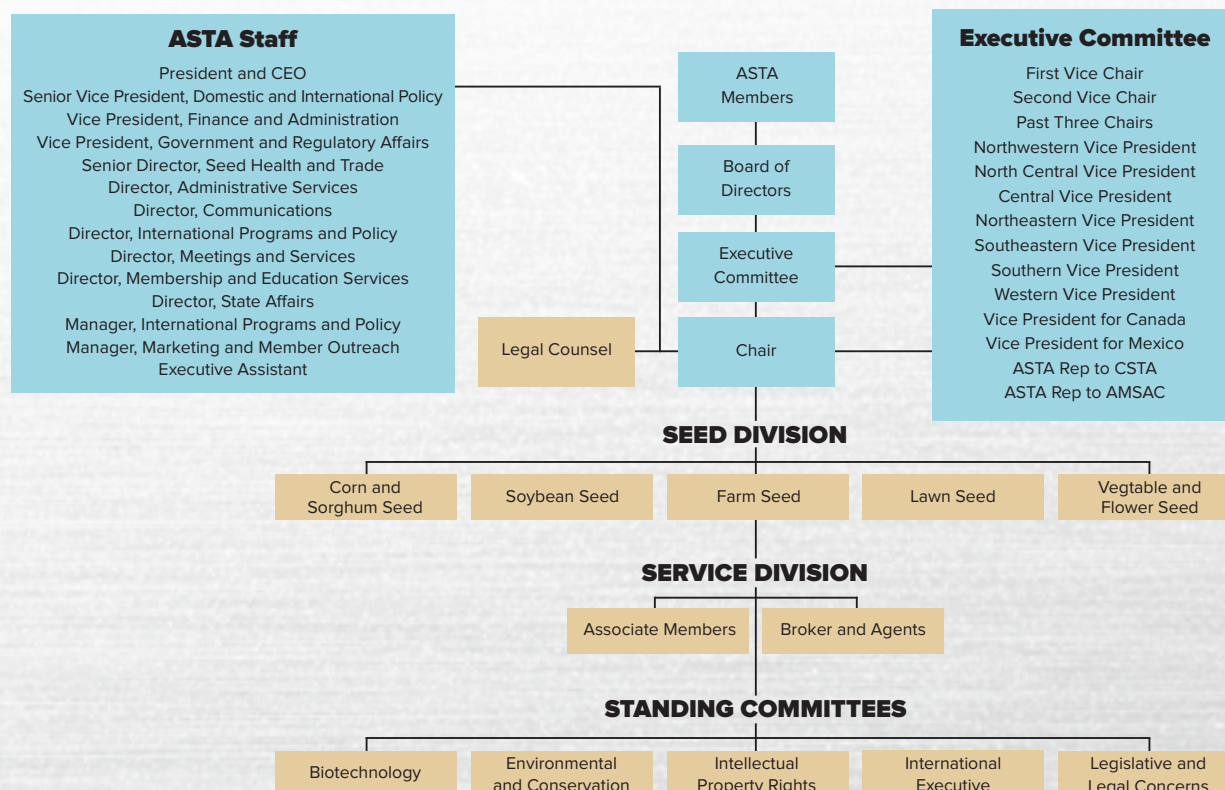 ASTA Staff
President and CEO
Senior Vice President, Domestic and International Policy
Vice President, Finance and Administration
Vice President, Government and Regulatory Affairs
Senior Director, Seed Health and Trade
Director, Administrative Services
Director, Communications
Director, International Programs and Policy
Director, Meetings and Services
Director, Membership and Education Services
Director, State Affairs
Manager, International Programs and Policy
Manager, Marketing and Member Outreach
Executive Assistant
ASTA
Members
Board of
Directors
Executive
Committee
Legal Counsel
Chair
Executive Committee
First Vice Chair
Second Vice Chair
Past Three Chairs
Northwestern Vice President
North Central Vice President
Central Vice President
Northeastern Vice President
Southeastern Vice President
Southern Vice President
Western Vice President
Vice President for Canada
Vice President for Mexico
ASTA Rep to CSTA
ASTA Rep to AMSAC
SEED DIVISION
Corn and
Sorghum Seed
Soybean Seed
Farm Seed
Lawn Seed
Vegtable and
Flower Seed
SERVICE DIVISION
Associate Members
Broker and Agents
STANDING COMMITTEES
Biotechnology
Environmental
and Conservation
Intellectual
Property Rights
International
Executive
Legislative and
Legal Concerns